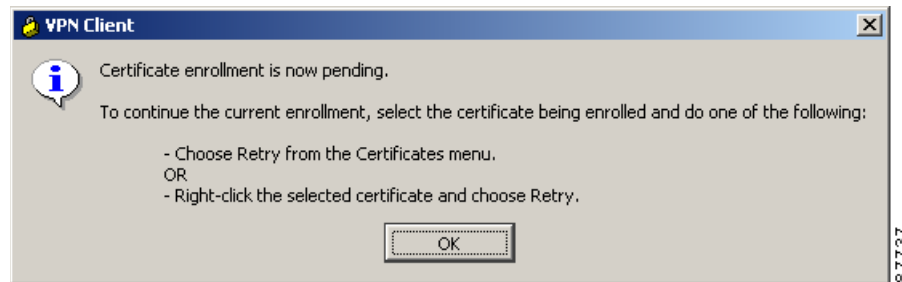 VPN Client
Certificate enrollment is now pending.
To continue the current enrollment, select the certificate being enrolled and do one of the following:
- Choose Retry from the Certificates menu.
OR
- Right-click the selected certificate and choose Retry.
OK
87737